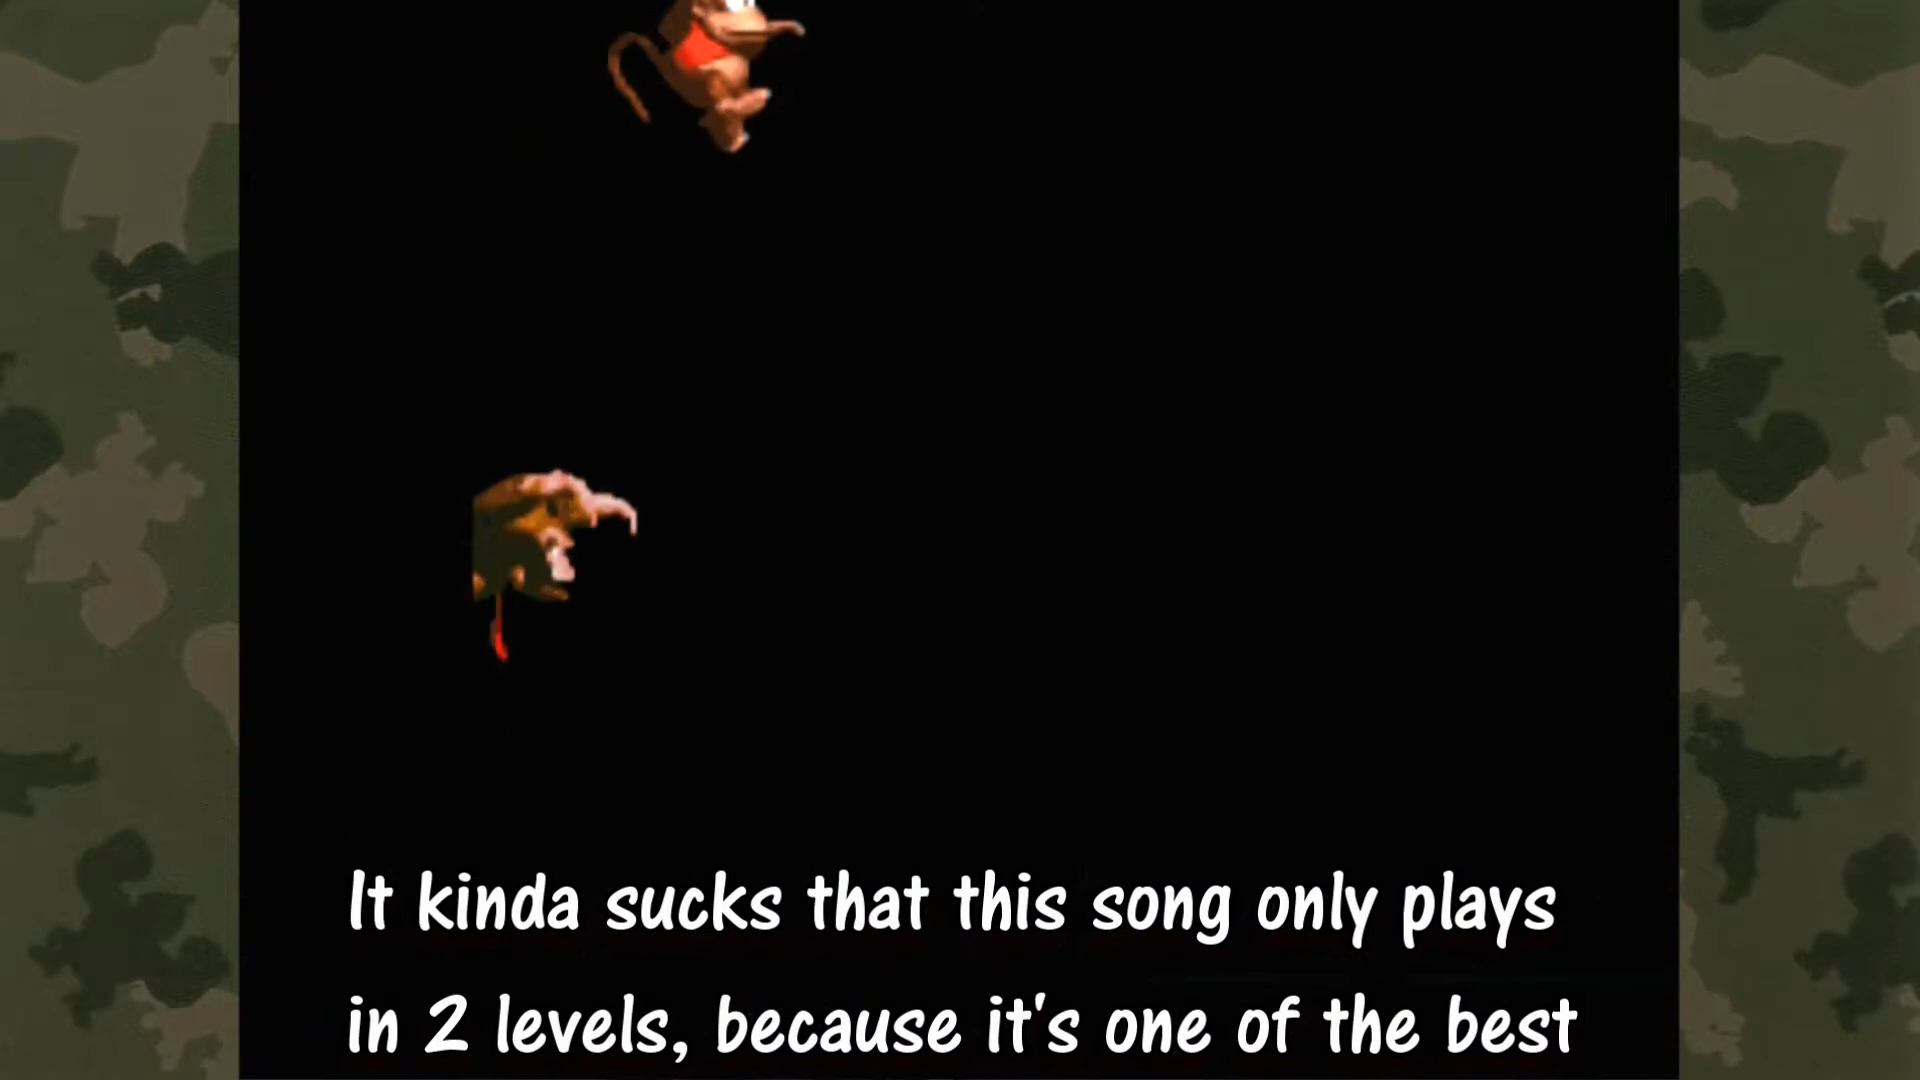 It kinda sucks that this song only plays
in 2 levels, because it's one of the best